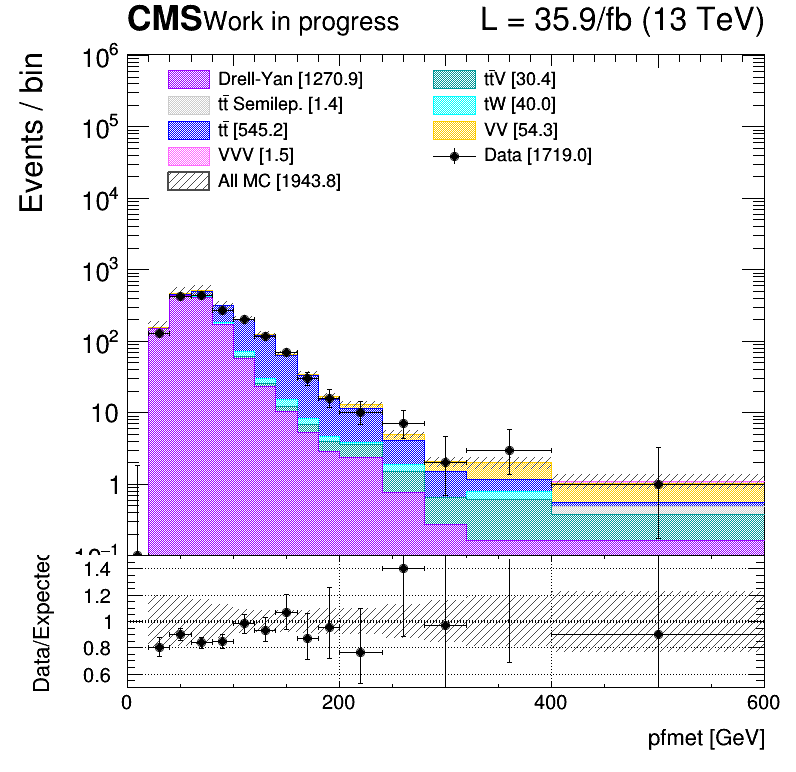 CMS Work in progress L = 35.9/fb (13 TeV)
Events / bin
10^6
10^5
10^4
10^3
10^2
10
1
10^−1
Drell-Yan [1270.9]
tt̄ Semilep. [1.4]
tt̄ [545.2]
VVV [1.5]
All MC [1943.8]
tt̄V [30.4]
tW [40.0]
VV [54.3]
Data [1719.0]
Data/Expected
1.4
1.2
1
0.8
0.6
0 200 400 600
pfmet [GeV]